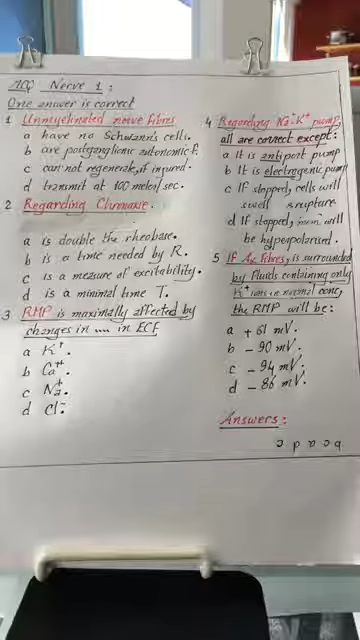 MCQ Nerve 1:
One answer is correct
1 Unmyelinated nerve fibres
a have no Schwann's cells.
b are postganglionic autonomic f.
c can not regenerate, if injured.
d transmit at 100 meter/sec.
2 Regarding Chronaxie.
a is double the rheobase.
b is a time needed by R.
c is a measure of excitability.
d is a minimal time T.
3 RMP is maximally affected by
changes in .... in ECF
a K+.
b Ca++.
c Na+.
d Cl-.
4 Regarding Na+-K+ pump,
all are correct except:
a It is antiport pump
b It is electrogenic pump
c If stopped, cells will
swell & rupture
d If stopped, mem will
be hyperpolarised.
5 If A fibres, is surrounded
by fluids containing only
K+ ions in normal conc,
the RMP will be:
a +61 mV.
b -90 mV.
c -94 mV.
d -86 mV.
Answers:
b c a d c